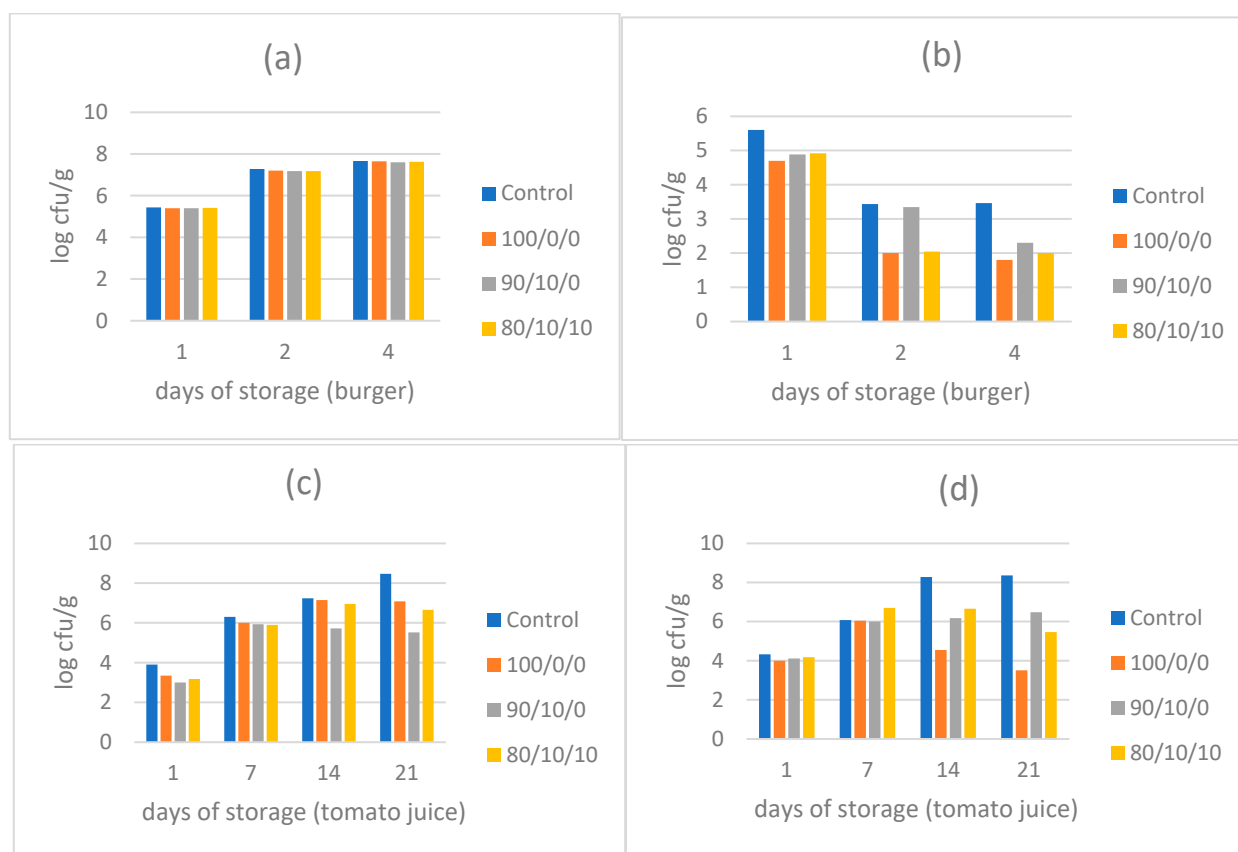 (a)
10
8
6
4
2
0
log cfu/g
1 2 4
days of storage (burger)
Control
100/0/0
90/10/0
80/10/10
(b)
6
5
4
3
2
1
0
log cfu/g
1 2 4
days of storage (burger)
Control
100/0/0
90/10/0
80/10/10
(c)
10
8
6
4
2
0
log cfu/g
1 7 14 21
days of storage (tomato juice)
Control
100/0/0
90/10/0
80/10/10
(d)
10
8
6
4
2
0
log cfu/g
1 7 14 21
days of storage (tomato juice)
Control
100/0/0
90/10/0
80/10/10